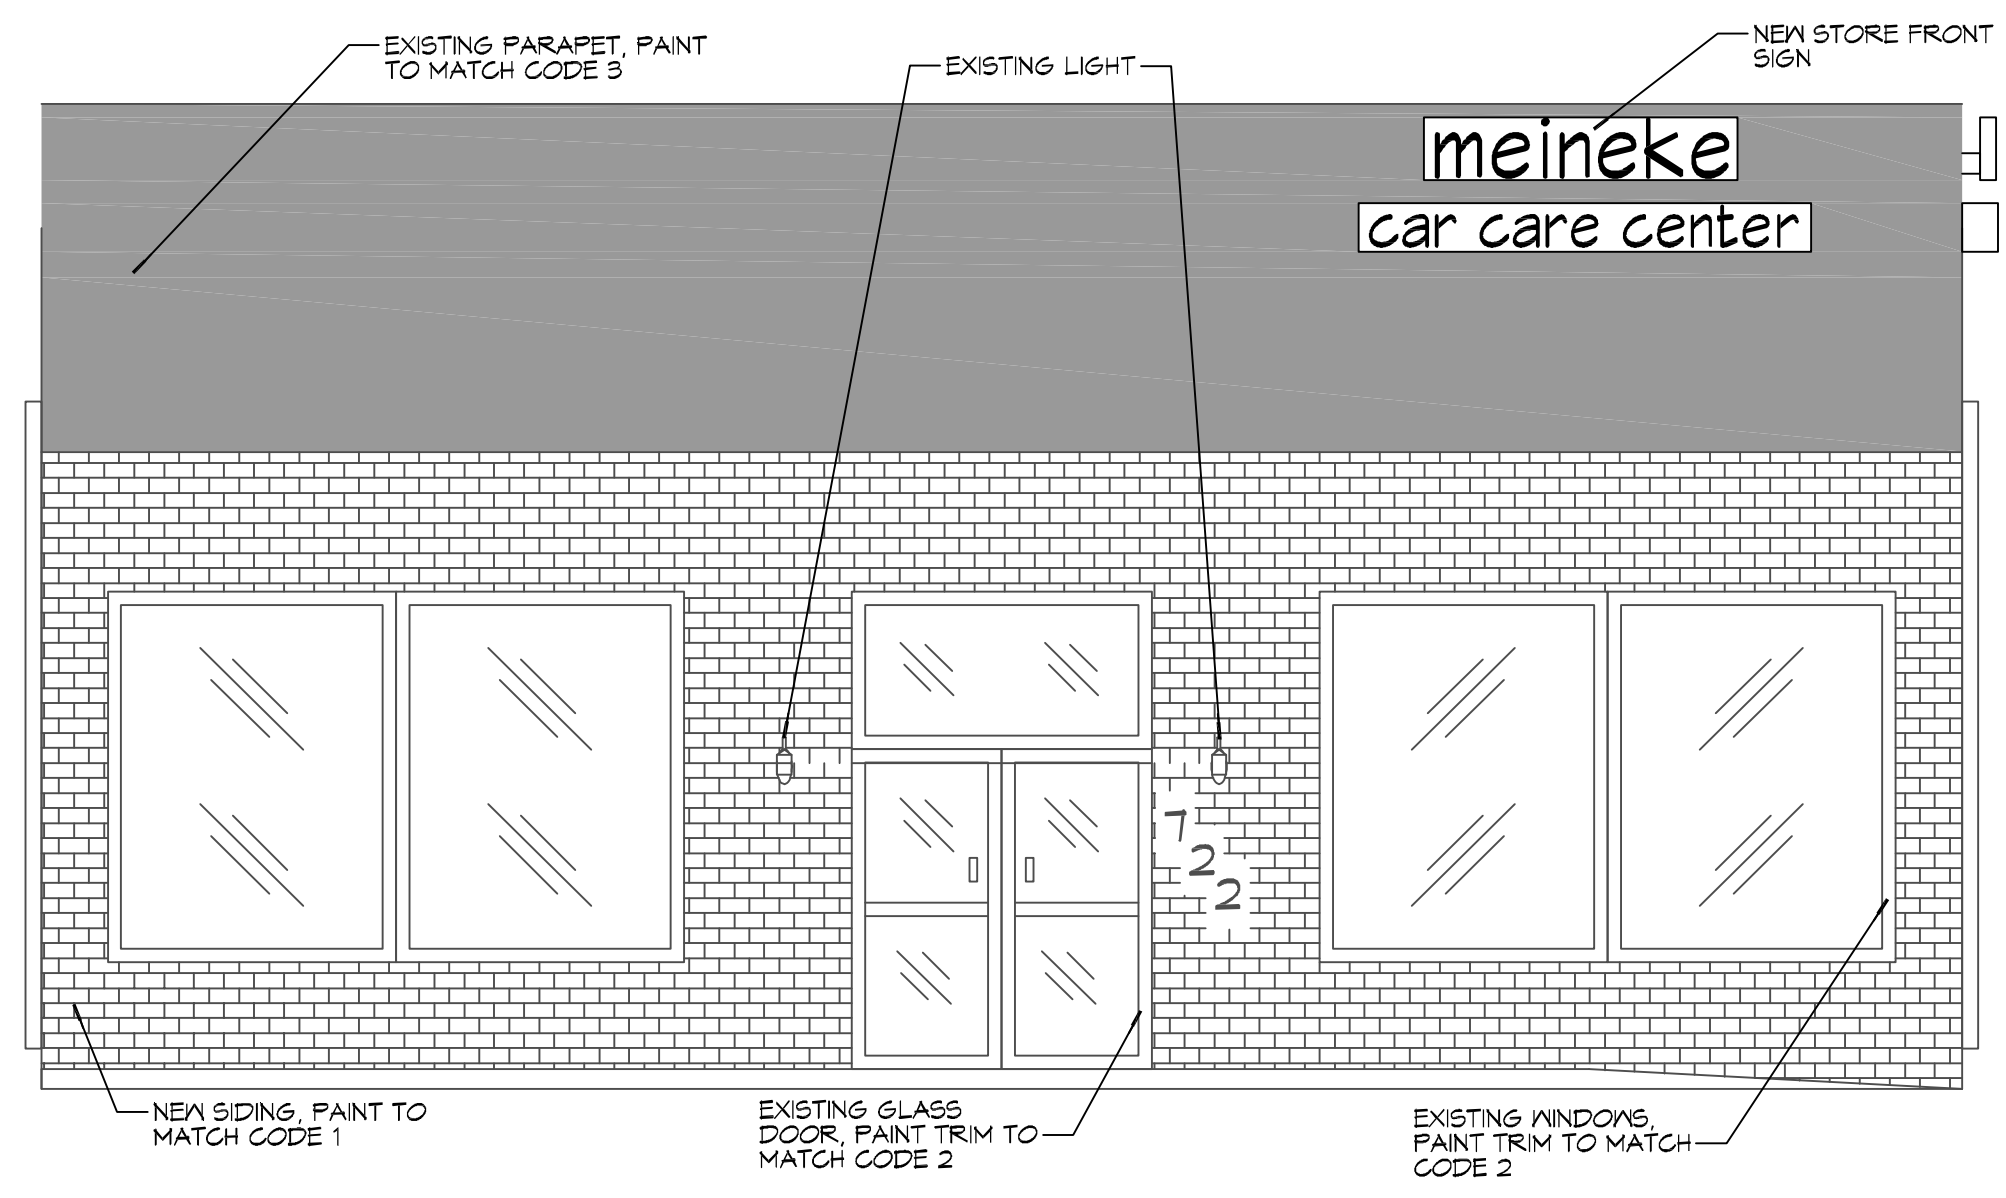 EXISTING PARAPET, PAINT
TO MATCH CODE 3
EXISTING LIGHT
NEW STORE FRONT
SIGN
meineke
car care center
7
2
2
NEW SIDING, PAINT TO
MATCH CODE 1
EXISTING GLASS
DOOR, PAINT TRIM TO
MATCH CODE 2
EXISTING WINDOWS,
PAINT TRIM TO MATCH
CODE 2